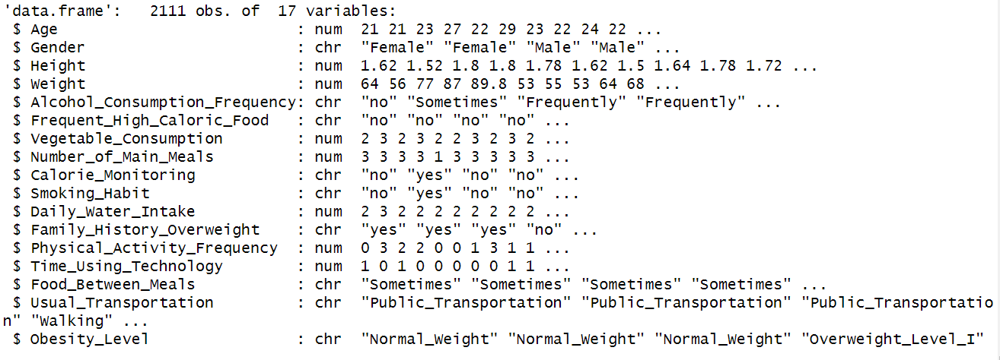 'data.frame':   2111 obs. of  17 variables:
 $ Age                          : num  21 21 23 27 22 29 23 22 24 22 ...
 $ Gender                       : chr  "Female" "Female" "Male" "Male" ...
 $ Height                       : num  1.62 1.52 1.8 1.8 1.78 1.62 1.5 1.64 1.78 1.72 ...
 $ Weight                       : num  64 56 77 87 89.8 53 55 53 64 68 ...
 $ Alcohol_Consumption_Frequency: chr  "no" "Sometimes" "Frequently" "Frequently" ...
 $ Frequent_High_Caloric_Food   : chr  "no" "no" "no" "no" ...
 $ Vegetable_Consumption        : num  2 3 2 3 2 2 3 2 3 2 ...
 $ Number_of_Main_Meals         : num  3 3 3 3 1 3 3 3 3 3 ...
 $ Calorie_Monitoring           : chr  "no" "yes" "no" "no" ...
 $ Smoking_Habit                : chr  "no" "yes" "no" "no" ...
 $ Daily_Water_Intake           : num  2 3 2 2 2 2 2 2 2 2 ...
 $ Family_History_Overweight    : chr  "yes" "yes" "yes" "no" ...
 $ Physical_Activity_Frequency  : num  0 3 2 2 0 0 1 3 1 1 ...
 $ Time_Using_Technology        : num  1 0 1 0 0 0 0 0 1 1 ...
 $ Food_Between_Meals           : chr  "Sometimes" "Sometimes" "Sometimes" "Sometimes" ...
 $ Usual_Transportation         : chr  "Public_Transportation" "Public_Transportation" "Public_Transportatio
n" "Walking" ...
 $ Obesity_Level                : chr  "Normal_Weight" "Normal_Weight" "Normal_Weight" "Overweight_Level_I"